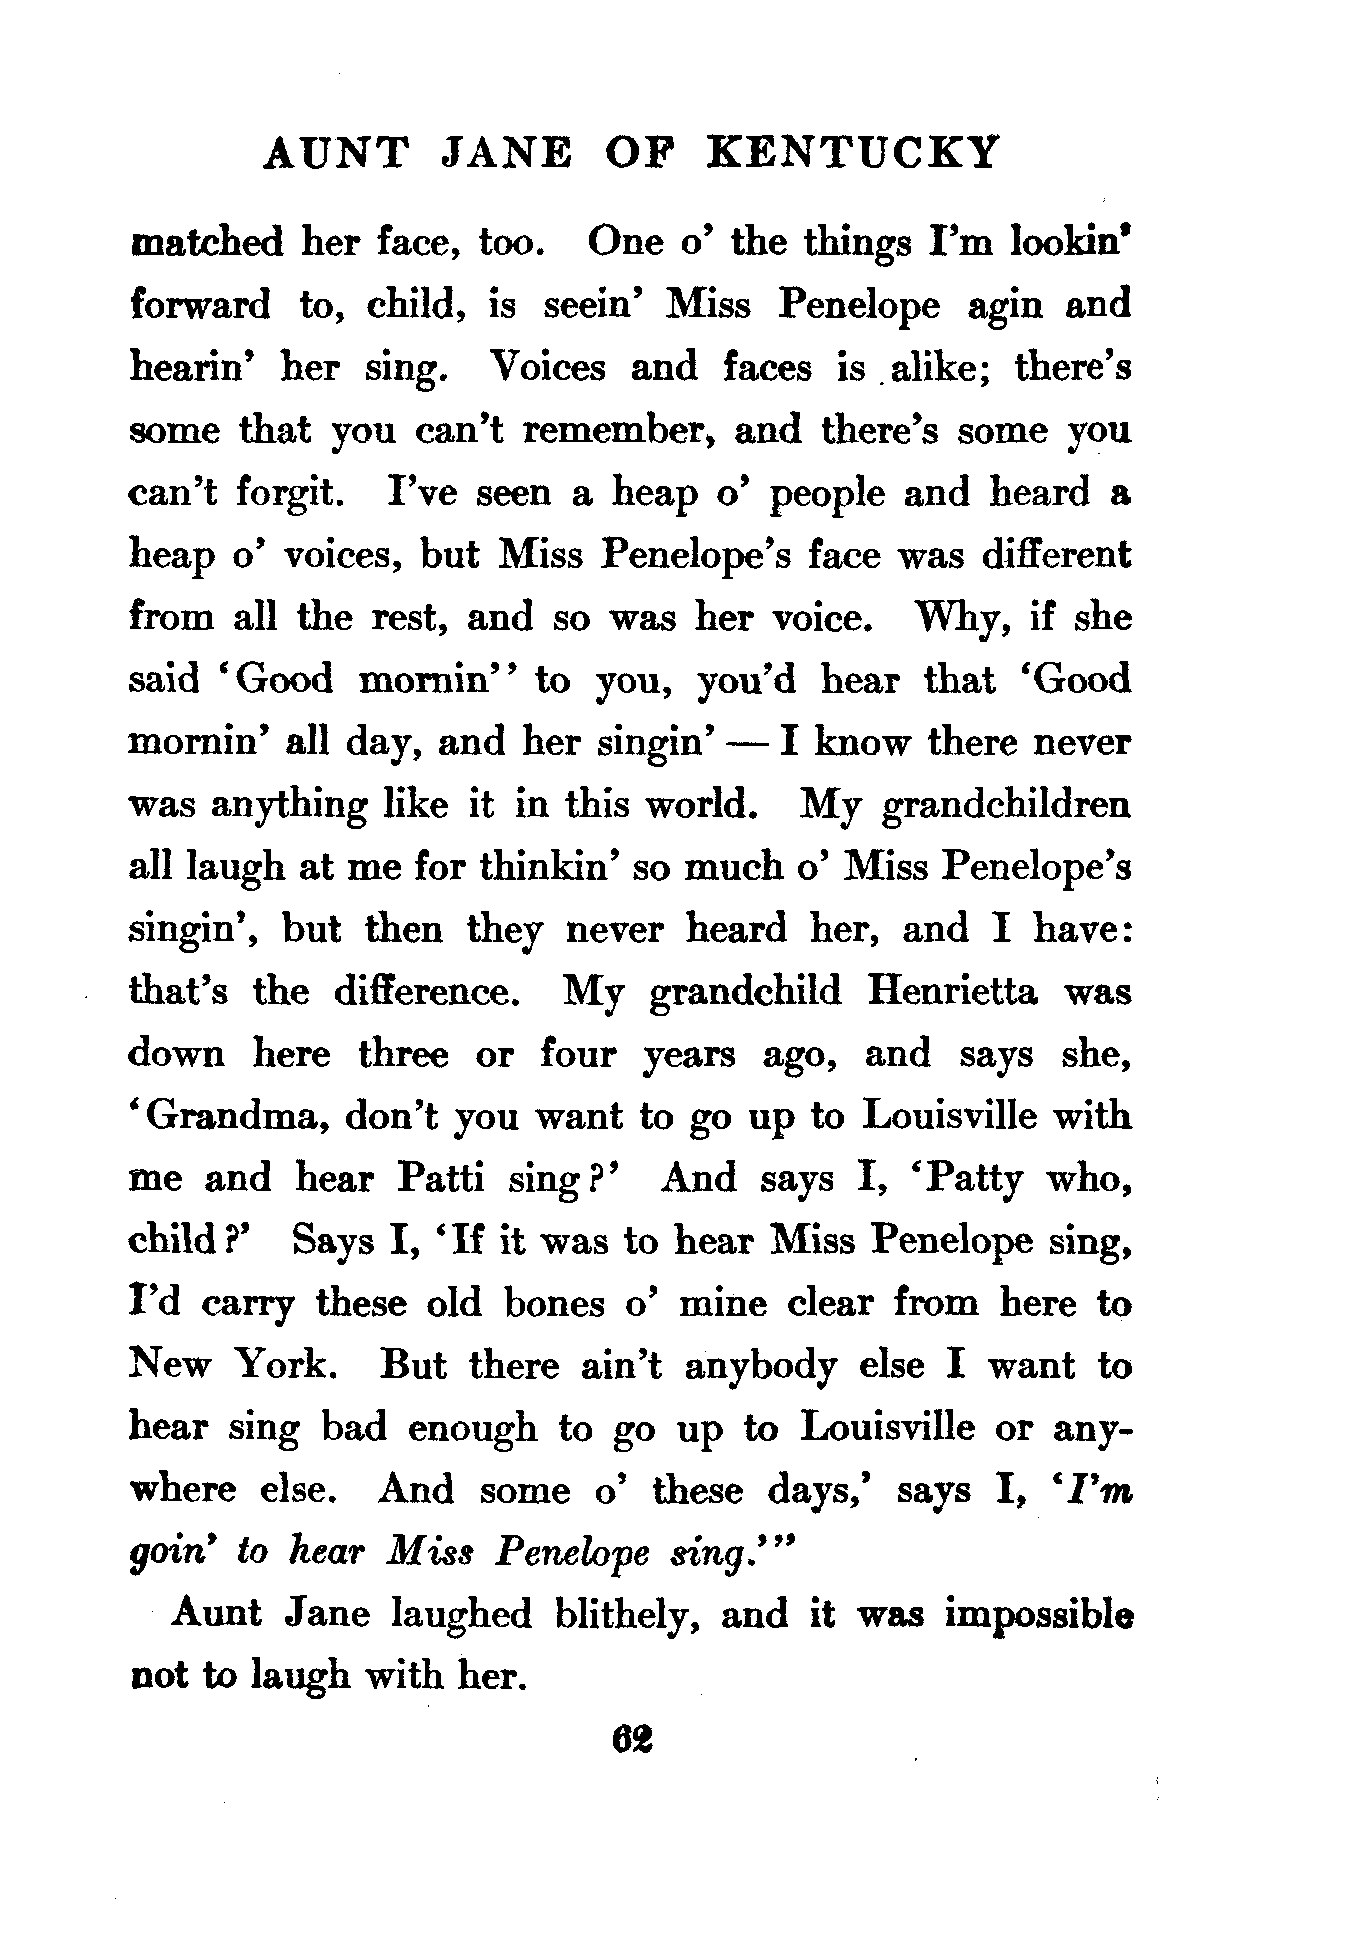 AUNT JANE OF KENTUCKY
matched her face, too. One o' the things I'm lookin'
forward to, child, is seein' Miss Penelope agin and
hearin' her sing. Voices and faces is alike; there's
some that you can't remember, and there's some you
can't forgit. I've seen a heap o' people and heard a
heap o' voices, but Miss Penelope's face was different
from all the rest, and so was her voice. Why, if she
said 'Good mornin'' to you, you'd hear that 'Good
mornin' all day, and her singin' — I know there never
was anything like it in this world. My grandchildren
all laugh at me for thinkin' so much o' Miss Penelope's
singin', but then they never heard her, and I have:
that's the difference. My grandchild Henrietta was
down here three or four years ago, and says she,
'Grandma, don't you want to go up to Louisville with
me and hear Patti sing?' And says I, 'Patty who,
child?' Says I, 'If it was to hear Miss Penelope sing,
I'd carry these old bones o' mine clear from here to
New York. But there ain't anybody else I want to
hear sing bad enough to go up to Louisville or any-
where else. And some o' these days,' says I, 'I'm
goin' to hear Miss Penelope sing.'"
Aunt Jane laughed blithely, and it was impossible
not to laugh with her.
62